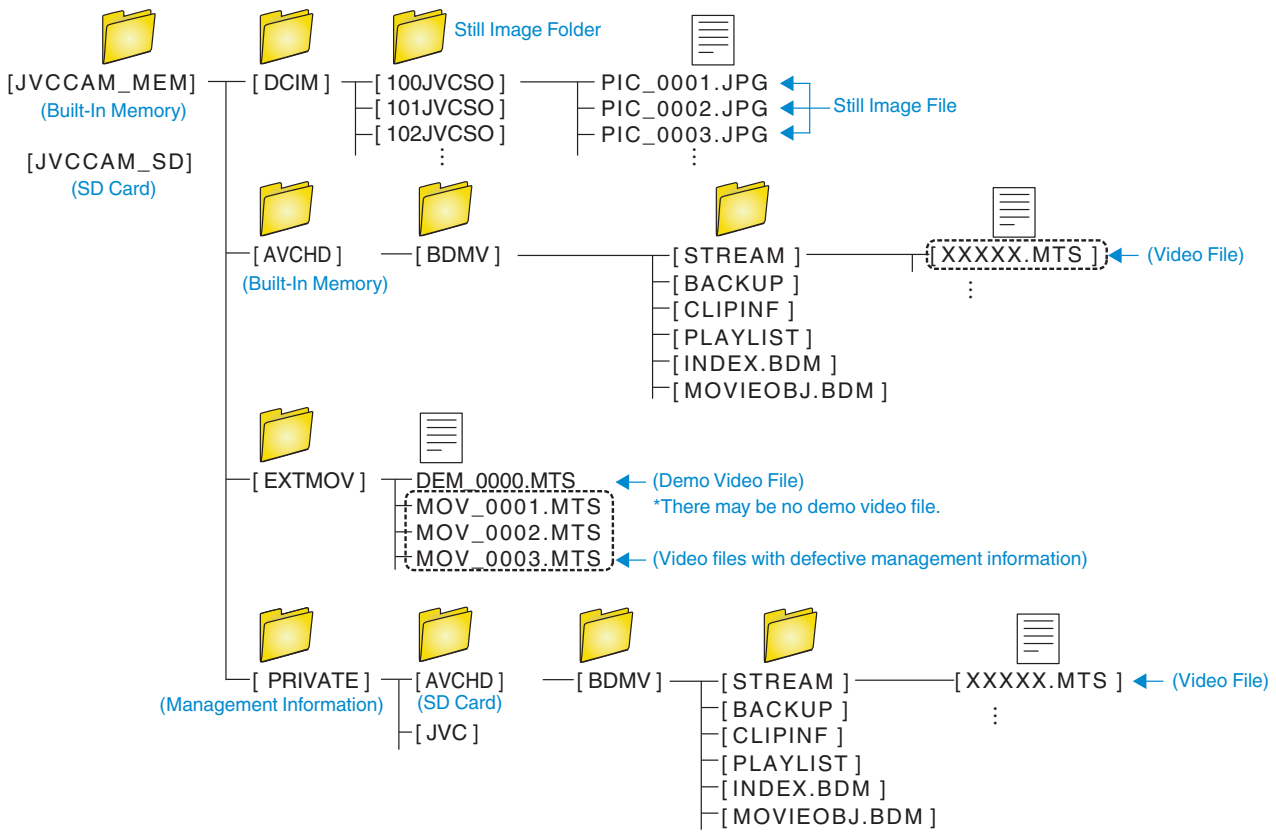 Still Image Folder
[JVCCAM_MEM] [ DCIM ] [ 100JVCSO ] PIC_0001.JPG
(Built-In Memory) [ 101JVCSO ] PIC_0002.JPG Still Image File
[ 102JVCSO ] PIC_0003.JPG
[JVCCAM_SD]
(SD Card)
[ AVCHD ] [ BDMV ] [ STREAM ] [ XXXXX.MTS ] (Video File)
(Built-In Memory) [ BACKUP ]
[ CLIPINF ]
[ PLAYLIST ]
[ INDEX.BDM ]
[ MOVIEOBJ.BDM ]
[ EXTMOV ] DEM_0000.MTS (Demo Video File)
MOV_0001.MTS *There may be no demo video file.
MOV_0002.MTS
MOV_0003.MTS (Video files with defective management information)
[ PRIVATE ] [ AVCHD ] [ BDMV ] [ STREAM ] [ XXXXX.MTS ] (Video File)
(Management Information) (SD Card) [ BACKUP ]
[ JVC ] [ CLIPINF ]
[ PLAYLIST ]
[ INDEX.BDM ]
[ MOVIEOBJ.BDM ]